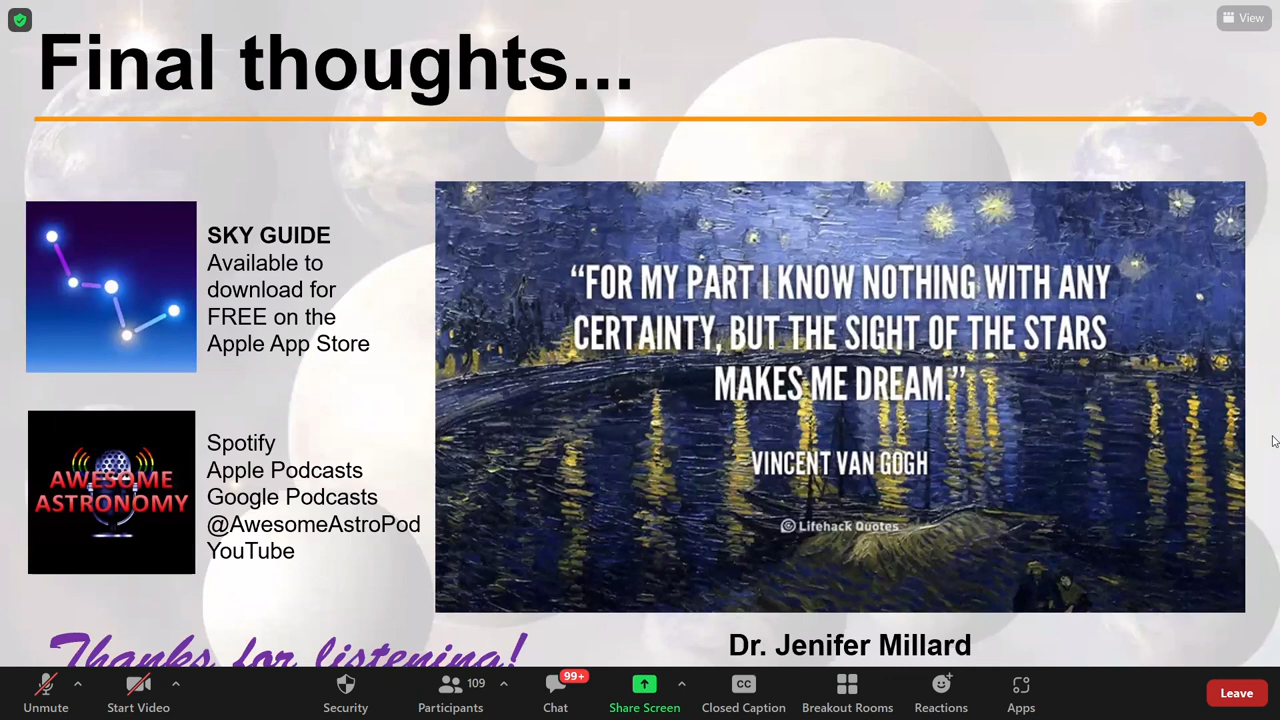 View
Final thoughts...
SKY GUIDE
Available to
download for
FREE on the
Apple App Store
AWESOME
ASTRONOMY
Spotify
Apple Podcasts
Google Podcasts
@AwesomeAstroPod
YouTube
“FOR MY PART I KNOW NOTHING WITH ANY
CERTAINTY, BUT THE SIGHT OF THE STARS
MAKES ME DREAM.”
VINCENT VAN GOGH
Lifehack Quotes
Thanks for listening!
Dr. Jenifer Millard
Unmute
Start Video
Security
Participants
109
Chat
99+
Share Screen
CC
Closed Caption
Breakout Rooms
Reactions
Apps
Leave